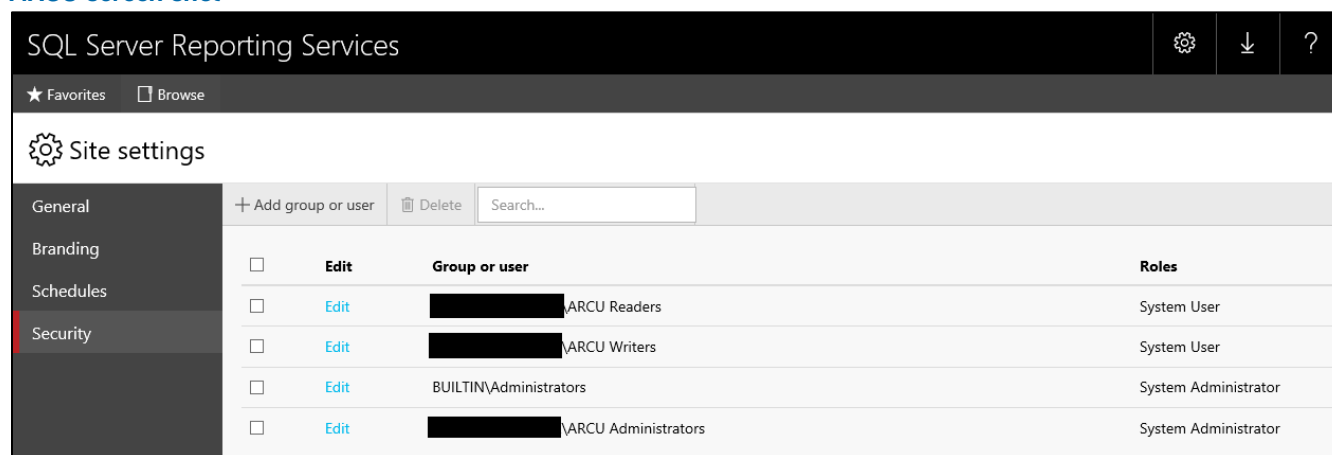 SQL Server Reporting Services
?
Favorites Browse
Site settings
General
Branding
Schedules
Security
+ Add group or user Delete Search...
Edit Group or user Roles
Edit \ARCU Readers System User
Edit \ARCU Writers System User
Edit BUILTIN\Administrators System Administrator
Edit \ARCU Administrators System Administrator